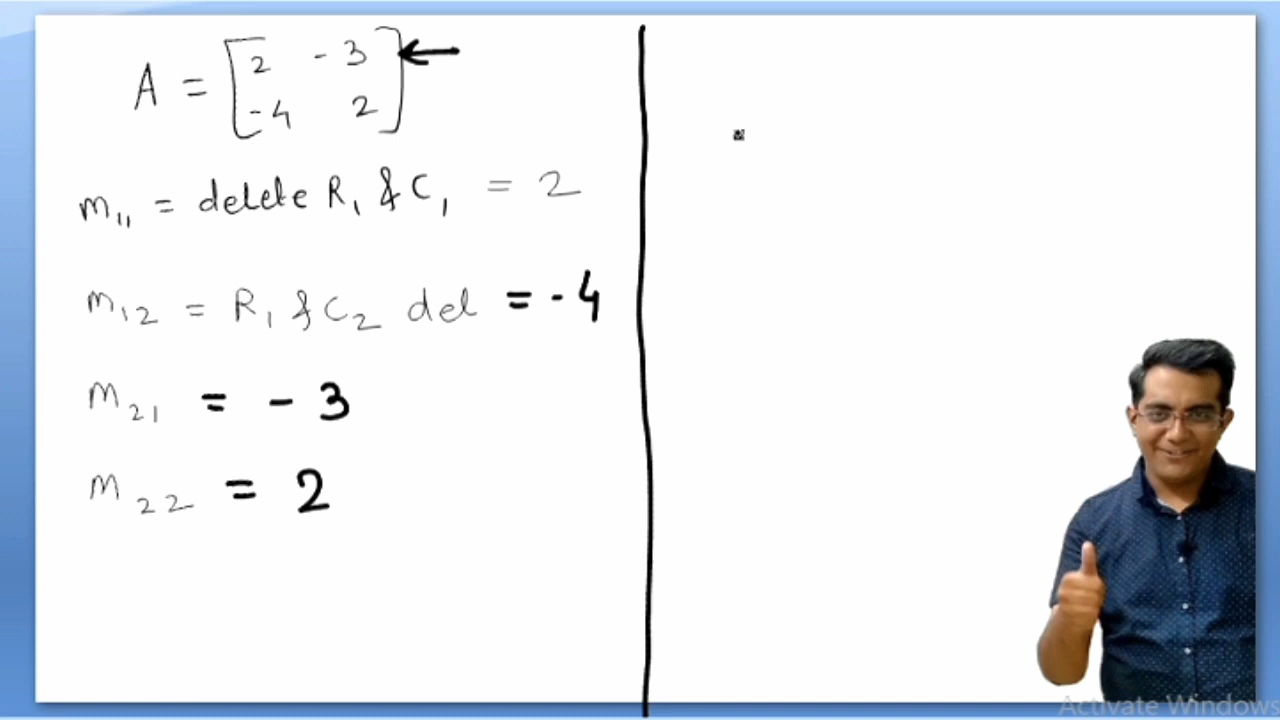 A = [ 2 - 3
- 4 2 ] ←
m₁₁ = delete R₁ & C₁ = 2
m₁₂ = R₁ & C₂ del = - 4
m₂₁ = - 3
m₂₂ = 2
Activate Windows